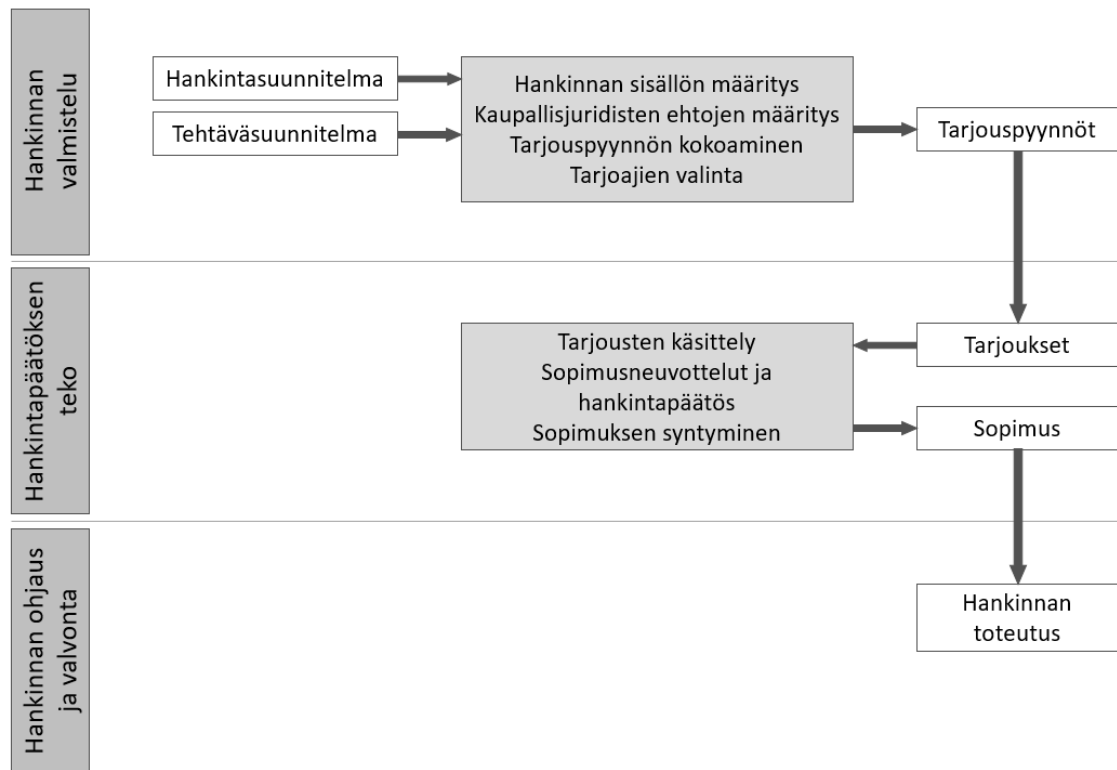 Hankinnan
valmistelu
Hankintasuunnitelma
Tehtäväsuunnitelma
Hankinnan sisällön määritys
Kaupallisjuridisten ehtojen määritys
Tarjouspyynnön kokoaminen
Tarjoajien valinta
Tarjouspyynnöt
Hankintapäätöksen
teko
Tarjousten käsittely
Sopimusneuvottelut ja
hankintapäätös
Sopimuksen syntyminen
Tarjoukset
Sopimus
Hankinnan ohjaus
ja valvonta
Hankinnan
toteutus